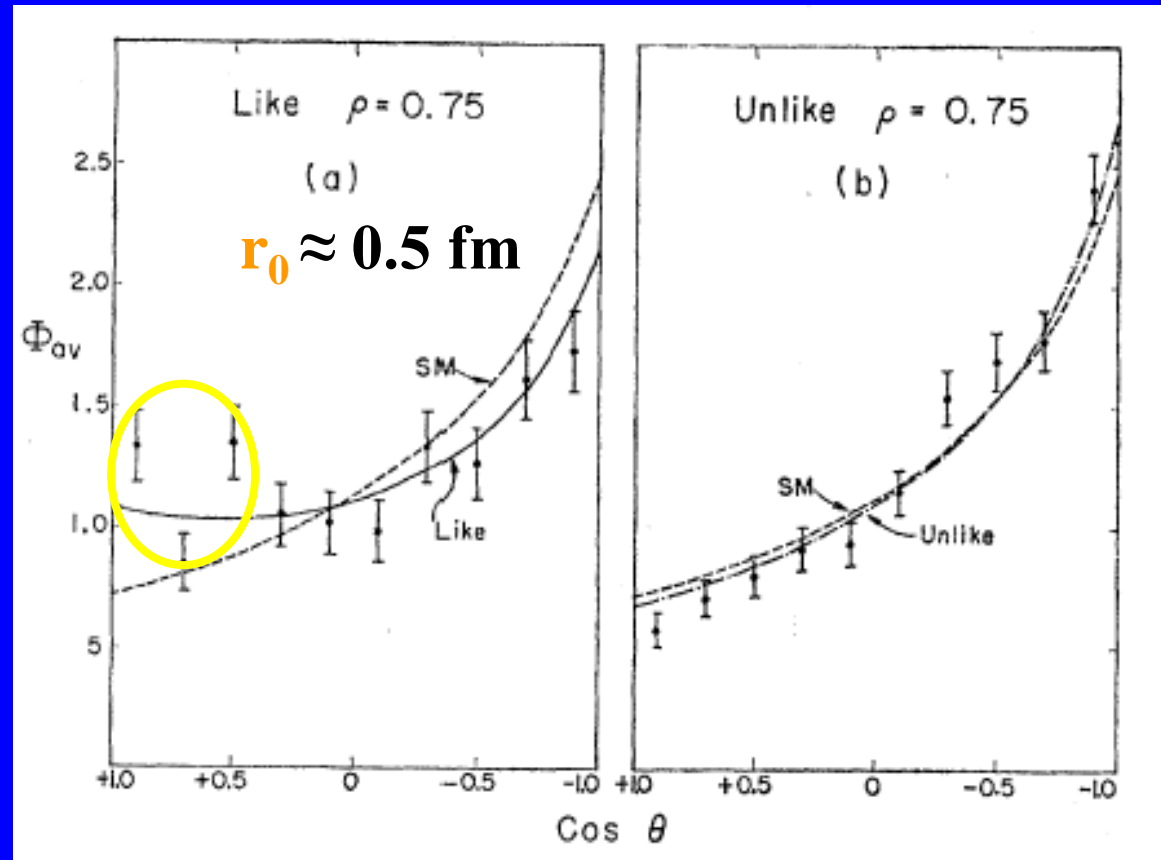 Like ρ = 0.75
(a)
r₀ ≈ 0.5 fm
2.5
2.0
Φav
1.5
1.0
5
SM
Like
+1.0 +0.5 0 −0.5 −1.0
Unlike ρ = 0.75
(b)
SM
Unlike
+1.0 +0.5 0 −0.5 −1.0
Cos θ